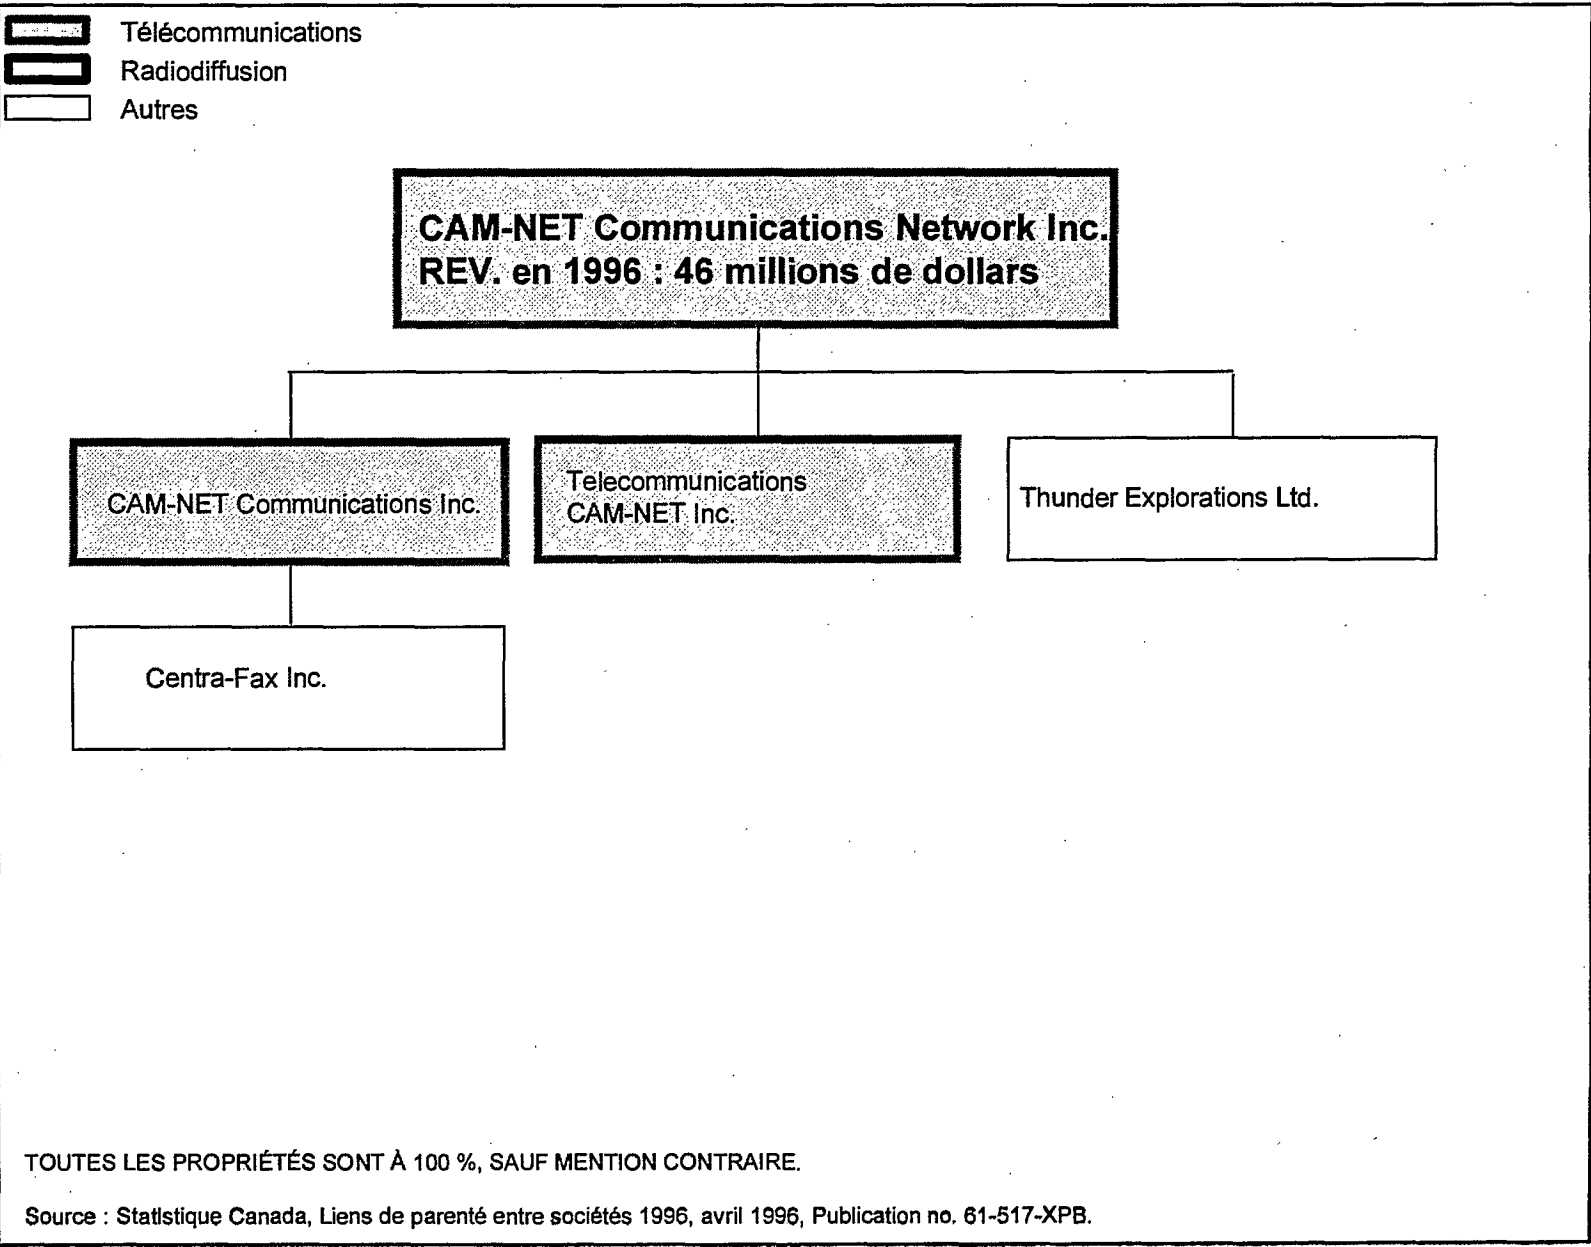 Télécommunications
Radiodiffusion
Autres
CAM-NET Communications Network Inc.
REV. en 1996 : 46 millions de dollars
CAM-NET Communications Inc.
Telecommunications
CAM-NET Inc.
Thunder Explorations Ltd.
Centra-Fax Inc.
TOUTES LES PROPRIÉTÉS SONT À 100 %, SAUF MENTION CONTRAIRE.
Source : Statistique Canada, Liens de parenté entre sociétés 1996, avril 1996, Publication no. 61-517-XPB.